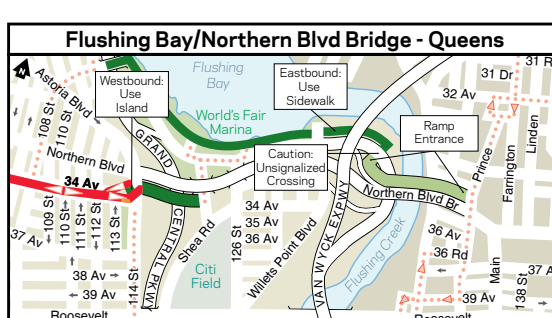 Flushing Bay/Northern Blvd Bridge - Queens
N
Astoria Blvd
Westbound:
Use
Island
Flushing
Bay
Eastbound:
Use
Sidewalk
31 Dr
31 R
32 Av
World's Fair
Marina
Ramp
Entrance
108 St
110 St
GRAND
CENTRAL PKWY
Northern Blvd
34 Av
Caution:
Unsignalized
Crossing
Northern Blvd Br
Prince
Farrington
Linden
109 St
110 St
111 St
112 St
113 St
114 St
37 Av
38 Av
39 Av
Roosevelt
Shea Rd
Citi
Field
126 St
34 Av
35 Av
36 Av
Willets Point Blvd
VAN WYCK EXPWY
Flushing Creek
36 Av
36 Rd
Main
37 A
138 St
39 Av
Roosevelt